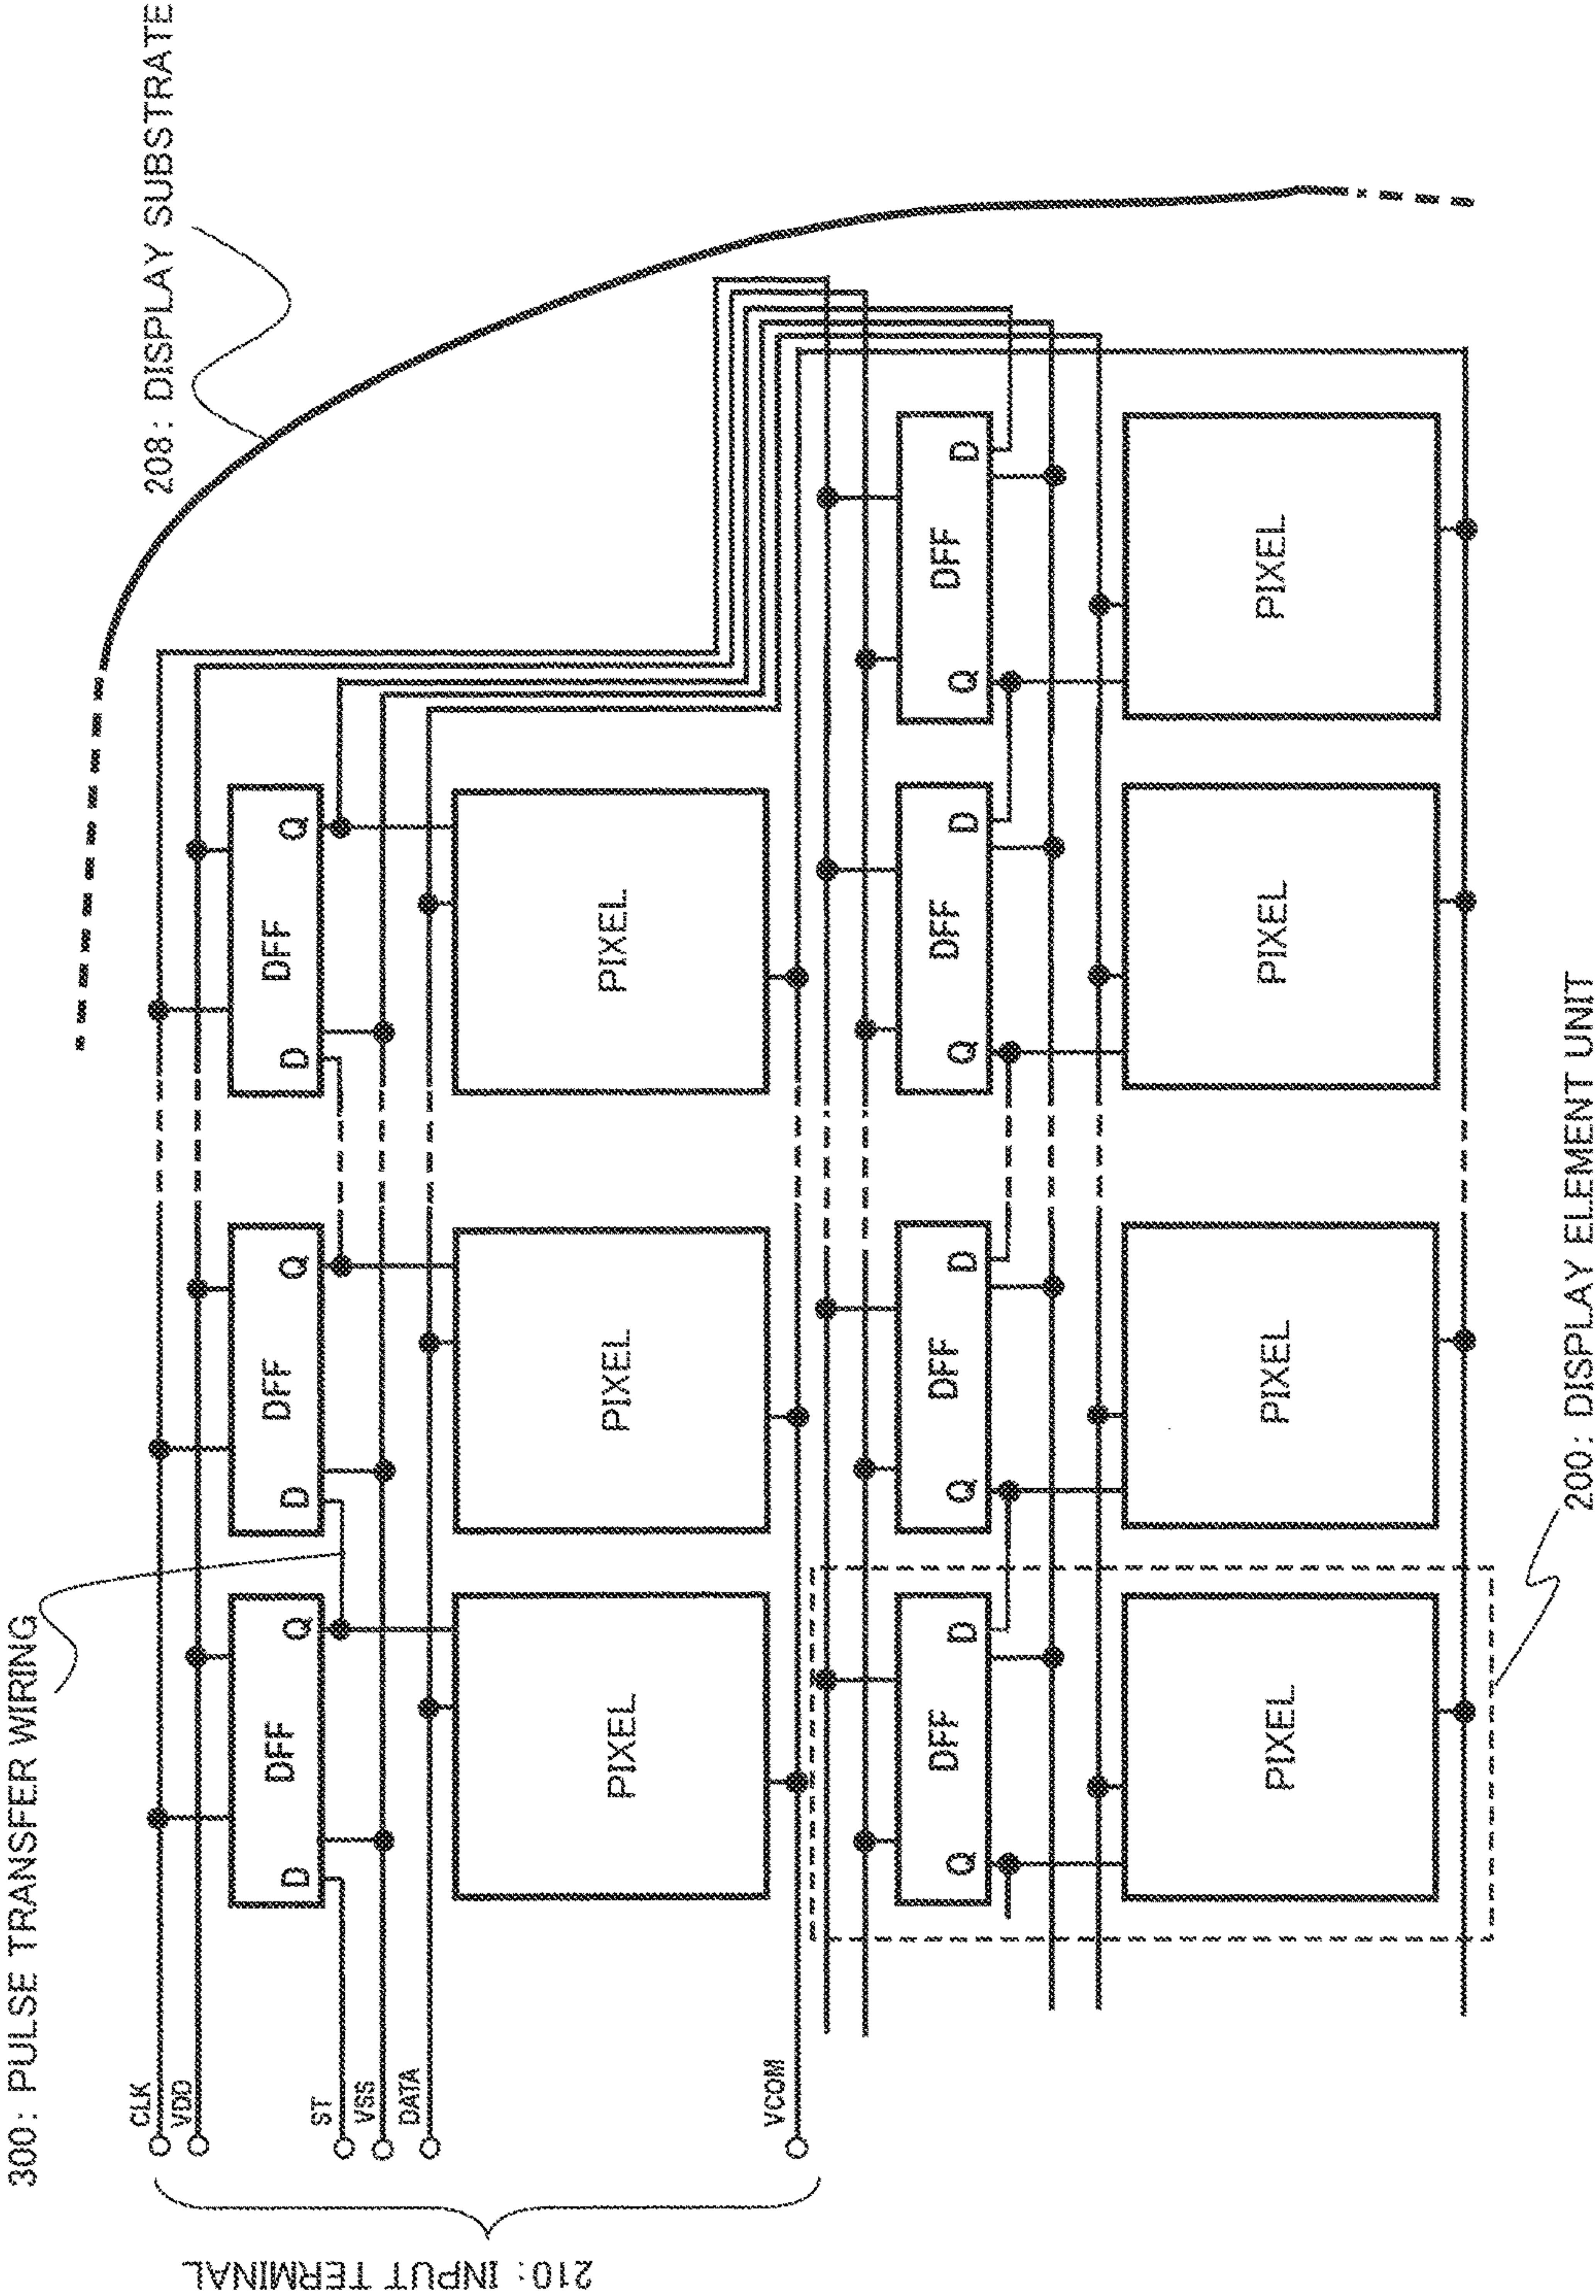 300: PULSE TRANSFER WIRING
208: DISPLAY SUBSTRATE
210: INPUT TERMINAL
CLK
VDD
ST
VSS
DATA
VCOM
D DFF Q
D DFF Q
D DFF Q
PIXEL
PIXEL
PIXEL
Q DFF D
Q DFF D
Q DFF D
Q DFF D
PIXEL
PIXEL
PIXEL
PIXEL
200: DISPLAY ELEMENT UNIT